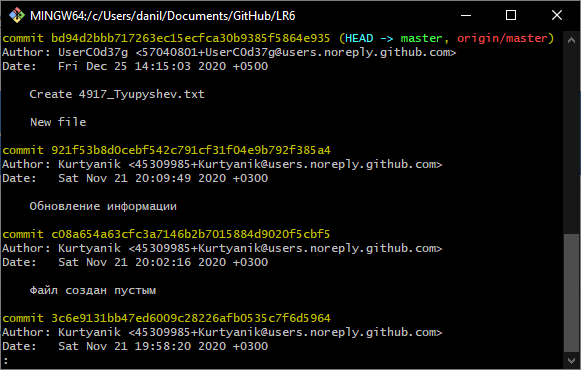 MINGW64:/c/Users/danil/Documents/GitHub/LR6
commit bd94d2bbb717263ec15ecfca30b9385f5864e935 (HEAD -> master, origin/master)
Author: UserC0d37g <57040801+UserC0d37g@users.noreply.github.com>
Date:   Fri Dec 25 14:15:03 2020 +0500
    Create 4917_Tyupyshev.txt
    New file
commit 921f53b8d0cebf542c791cf31f04e9b792f385a4
Author: Kurtyanik <45309985+Kurtyanik@users.noreply.github.com>
Date:   Sat Nov 21 20:09:49 2020 +0300
    Обновление информации
commit c08a654a63cfc3a7146b2b7015884d9020f5cbf5
Author: Kurtyanik <45309985+Kurtyanik@users.noreply.github.com>
Date:   Sat Nov 21 20:02:16 2020 +0300
    Файл создан пустым
commit 3c6e9131bb47ed6009c28226afb0535c7f6d5964
Author: Kurtyanik <45309985+Kurtyanik@users.noreply.github.com>
Date:   Sat Nov 21 19:58:20 2020 +0300
: